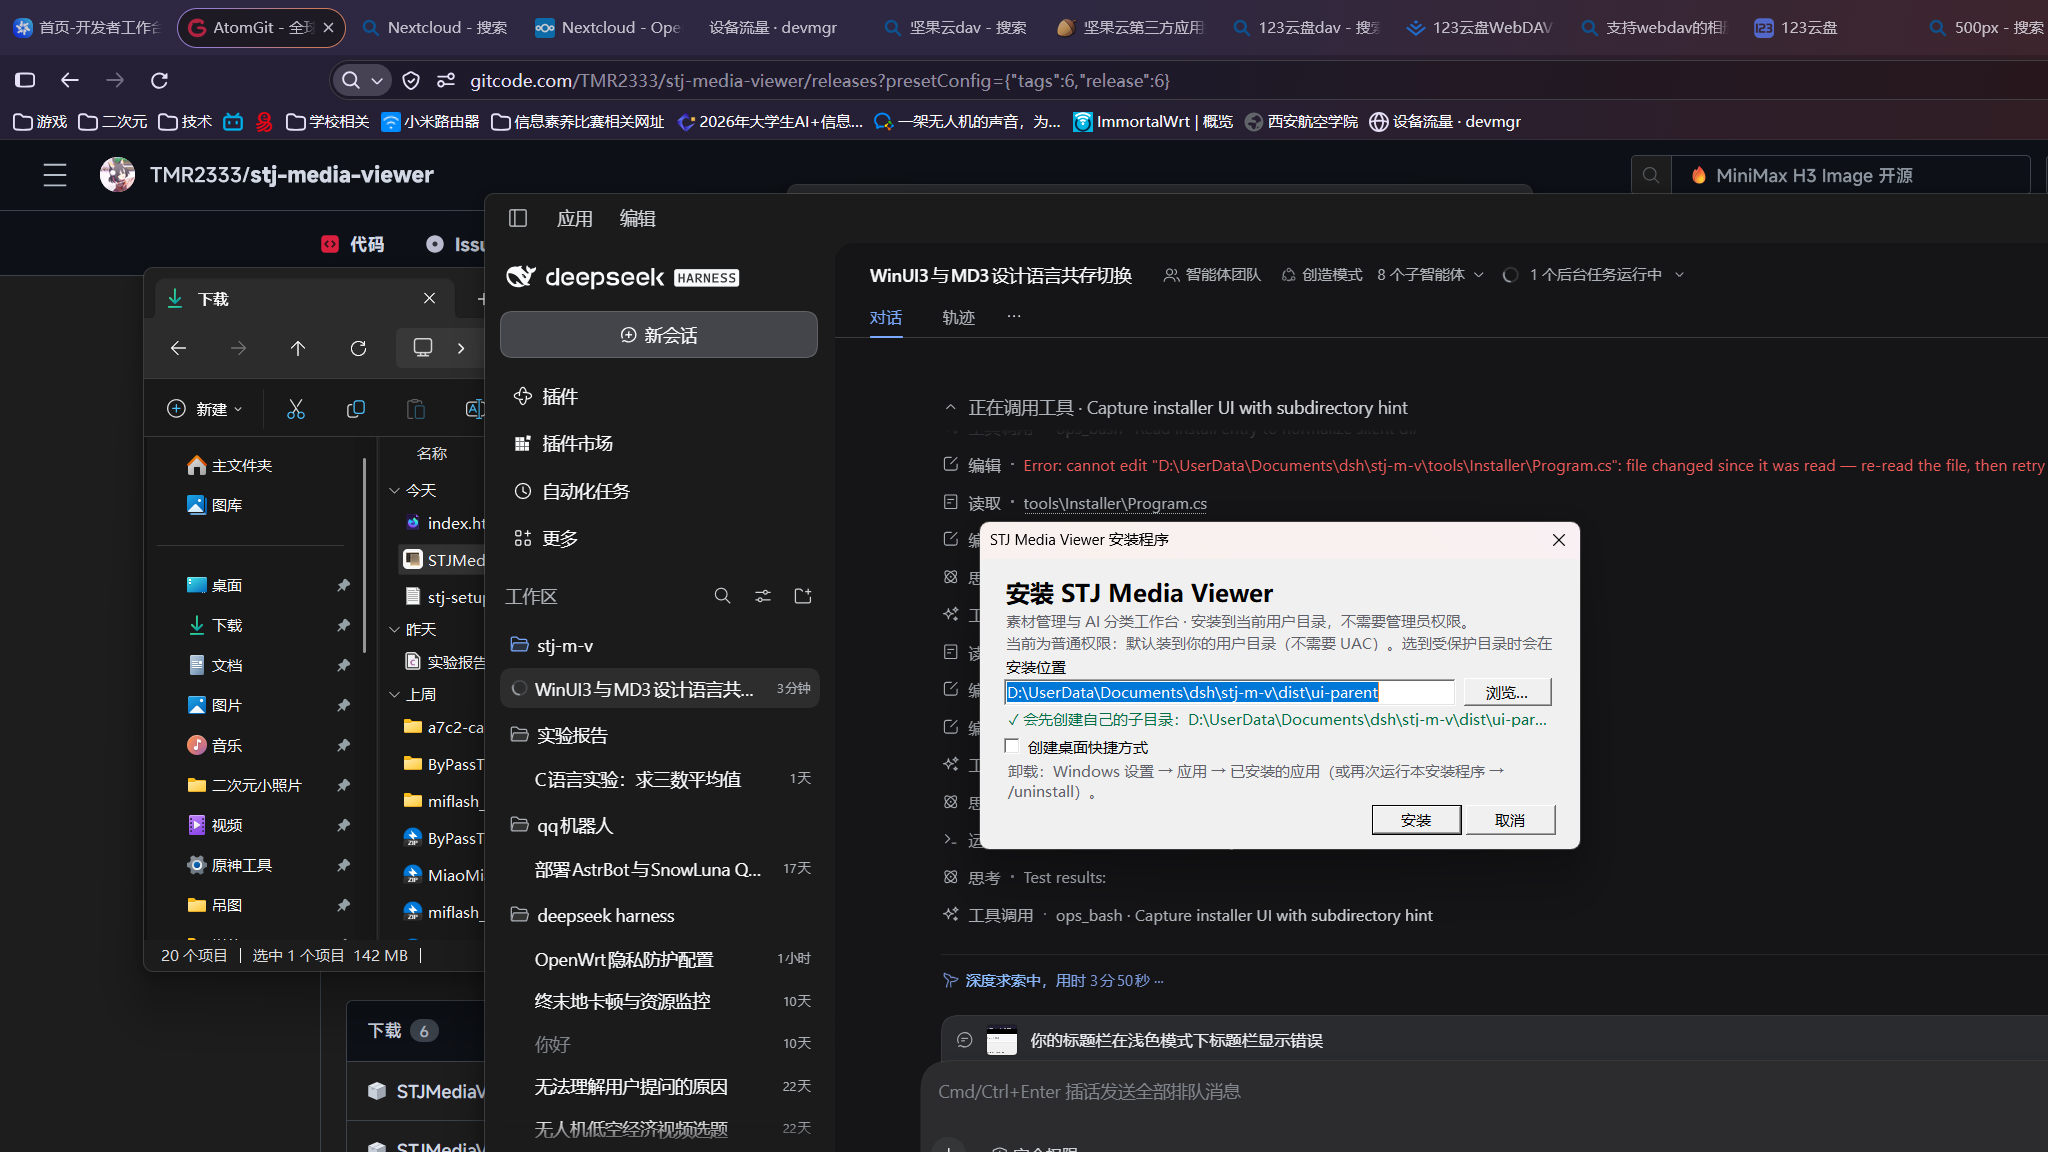 首页-开发者工作台
AtomGit - 全球
Nextcloud - 搜索
Nextcloud - Ope
设备流量 · devmgr
坚果云dav - 搜索
坚果云第三方应用
123云盘dav - 搜索
123云盘WebDAV
支持webdav的相
123云盘
500px - 搜索
gitcode.com/TMR2333/stj-media-viewer/releases?presetConfig={"tags":6,"release":6}
游戏
二次元
技术
学校相关
小米路由器
信息素养比赛相关网址
2026年大学生AI+信息...
一架无人机的声音，为...
ImmortalWrt | 概览
西安航空学院
设备流量 · devmgr
TMR2333/stj-media-viewer
MiniMax H3 Image 开源
代码
Issu
下载
新建
名称
主文件夹
图库
桌面
下载
文档
图片
音乐
二次元小照片
视频
原神工具
吊图
今天
index.ht
STJMed
stj-setup
昨天
实验报告
上周
a7c2-ca
ByPassT
miflash_
ByPassT
MiaoMi
miflash_
20 个项目
选中 1 个项目 142 MB
下载 6
STJMediaV
STJMediaV
应用
编辑
deepseek HARNESS
新会话
插件
插件市场
自动化任务
更多
工作区
stj-m-v
WinUI3与MD3设计语言共... 3分钟
实验报告
C语言实验：求三数平均值 1天
qq机器人
部署AstrBot与SnowLuna Q... 17天
deepseek harness
OpenWrt隐私防护配置 1小时
终末地卡顿与资源监控 10天
你好 10天
无法理解用户提问的原因 22天
无人机低空经济视频选题 22天
WinUI3与MD3设计语言共存切换
智能体团队
创造模式
8 个子智能体
1 个后台任务运行中
对话
轨迹
正在调用工具 · Capture installer UI with subdirectory hint
编辑 · Error: cannot edit "D:\UserData\Documents\dsh\stj-m-v\tools\Installer\Program.cs": file changed since it was read — re-read the file, then retry
读取 · tools\Installer\Program.cs
STJ Media Viewer 安装程序
安装 STJ Media Viewer
素材管理与 AI 分类工作台 · 安装到当前用户目录，不需要管理员权限。
当前为普通权限：默认装到你的用户目录（不需要 UAC）。选到受保护目录时会在
安装位置
D:\UserData\Documents\dsh\stj-m-v\dist\ui-parent
浏览...
✓ 会先创建自己的子目录：D:\UserData\Documents\dsh\stj-m-v\dist\ui-par...
创建桌面快捷方式
卸载：Windows 设置 → 应用 → 已安装的应用（或再次运行本安装程序 →
/uninstall）。
安装
取消
思考 · Test results:
工具调用 · ops_bash · Capture installer UI with subdirectory hint
深度求索中，用时 3分50秒 ...
你的标题栏在浅色模式下标题栏显示错误
Cmd/Ctrl+Enter 插话发送全部排队消息